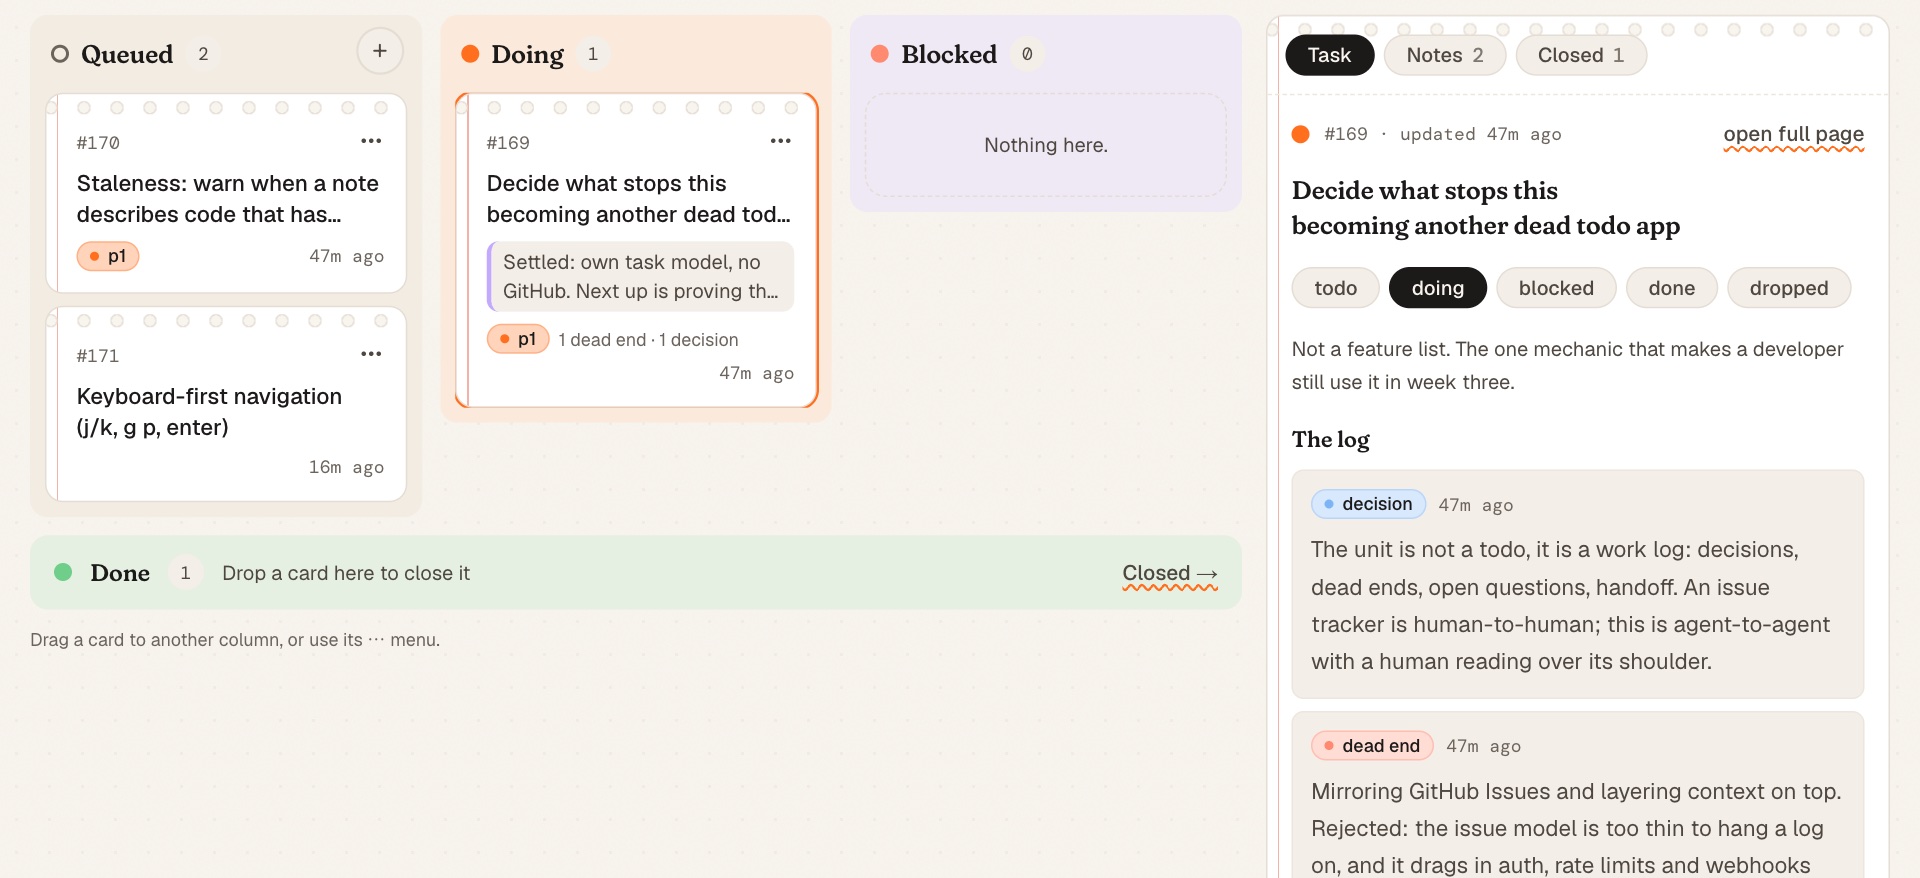 Queued 2 +
#170 •••
Staleness: warn when a note
describes code that has…
p1 47m ago
#171 •••
Keyboard-first navigation
(j/k, g p, enter)
16m ago
Doing 1
#169 •••
Decide what stops this
becoming another dead tod…
Settled: own task model, no
GitHub. Next up is proving th…
p1 1 dead end · 1 decision
47m ago
Blocked 0
Nothing here.
Done 1 Drop a card here to close it Closed →
Drag a card to another column, or use its ··· menu.
Task Notes 2 Closed 1
#169 · updated 47m ago open full page
Decide what stops this
becoming another dead todo app
todo doing blocked done dropped
Not a feature list. The one mechanic that makes a developer
still use it in week three.
The log
decision 47m ago
The unit is not a todo, it is a work log: decisions,
dead ends, open questions, handoff. An issue
tracker is human-to-human; this is agent-to-agent
with a human reading over its shoulder.
dead end 47m ago
Mirroring GitHub Issues and layering context on top.
Rejected: the issue model is too thin to hang a log
on, and it drags in auth, rate limits and webhooks